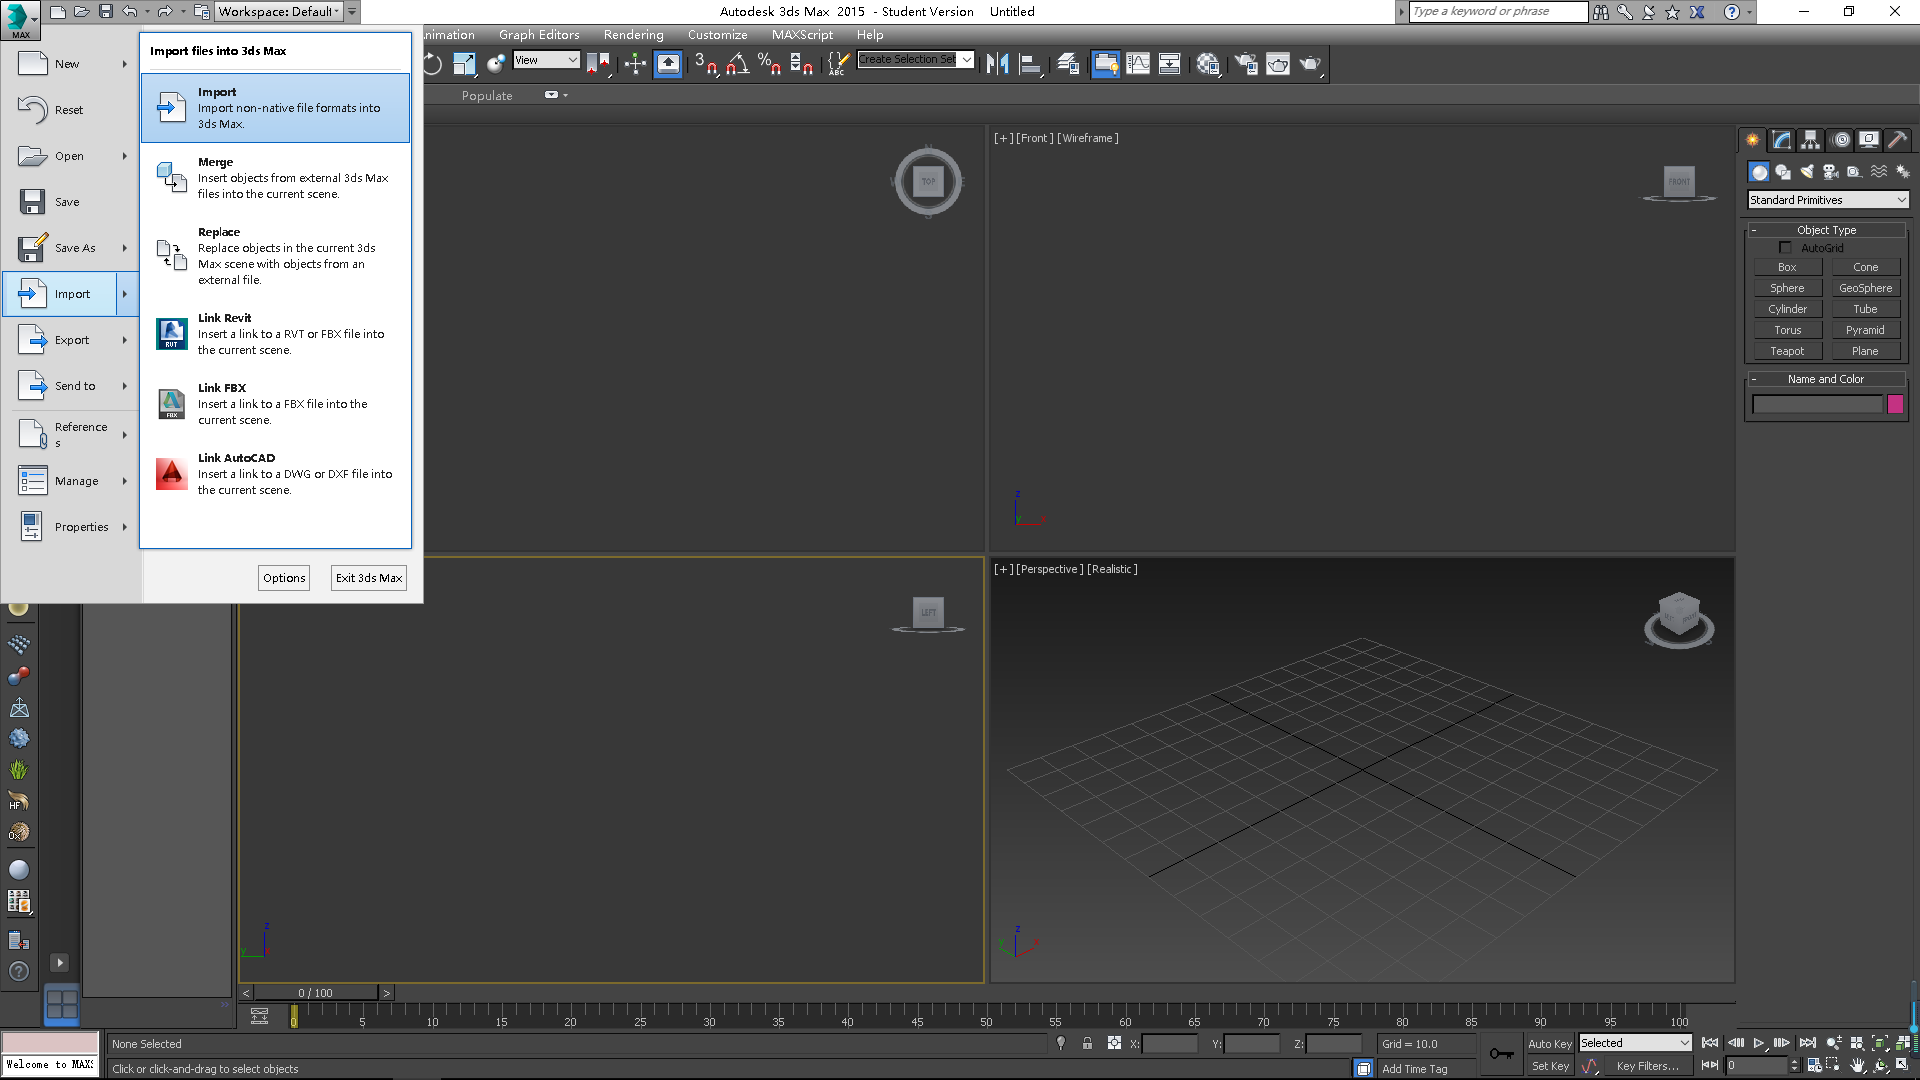 Workspace: Default
Autodesk 3ds Max 2015 - Student Version Untitled
Type a keyword or phrase
MAX
Graph Editors
Rendering
Customize
MAXScript
Help
View
3
ABC
Create Selection Set
Populate
New
Reset
Open
Save
Save As
Import
Export
Send to
Reference
s
Manage
Properties
Import files into 3ds Max
Import
Import non-native file formats into
3ds Max.
Merge
Insert objects from external 3ds Max
files into the current scene.
Replace
Replace objects in the current 3ds
Max scene with objects from an
external file.
Link Revit
Insert a link to a RVT or FBX file into
the current scene.
Link FBX
Insert a link to a FBX file into the
current scene.
Link AutoCAD
Insert a link to a DWG or DXF file into
the current scene.
Options
Exit 3ds Max
TOP
[+] [Front] [Wireframe]
FRONT
z
y
x
LEFT
z
y
[+] [Perspective] [Realistic]
z
y
x
Standard Primitives
- Object Type
AutoGrid
Box Cone
Sphere GeoSphere
Cylinder Tube
Torus Pyramid
Teapot Plane
- Name and Color
HF
Ox
< 0 / 100 >
0 5 10 15 20 25 30 35 40 45 50 55 60 65 70 75 80 85 90 95 100
None Selected
X:
Y:
Z:
Grid = 10.0
Auto Key
Selected
Welcome to MAX
Click or click-and-drag to select objects
Add Time Tag
Set Key
Key Filters...
0